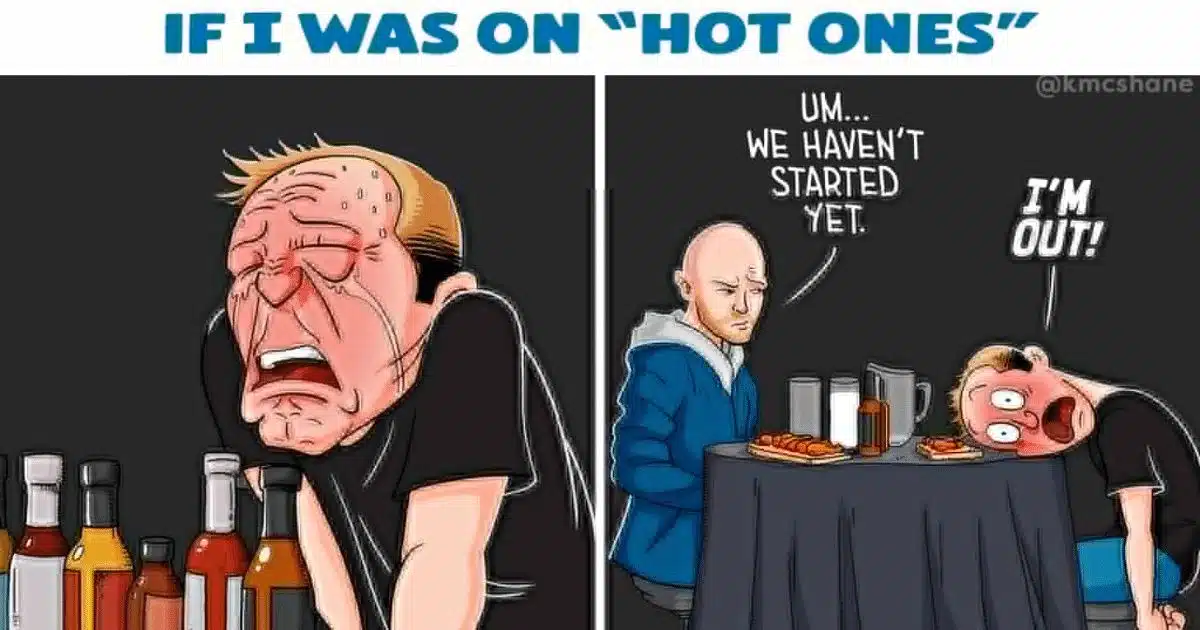 IF I WAS ON “HOT ONES”
@kmcshane
UM...
WE HAVEN'T
STARTED
YET.
I'M
OUT!